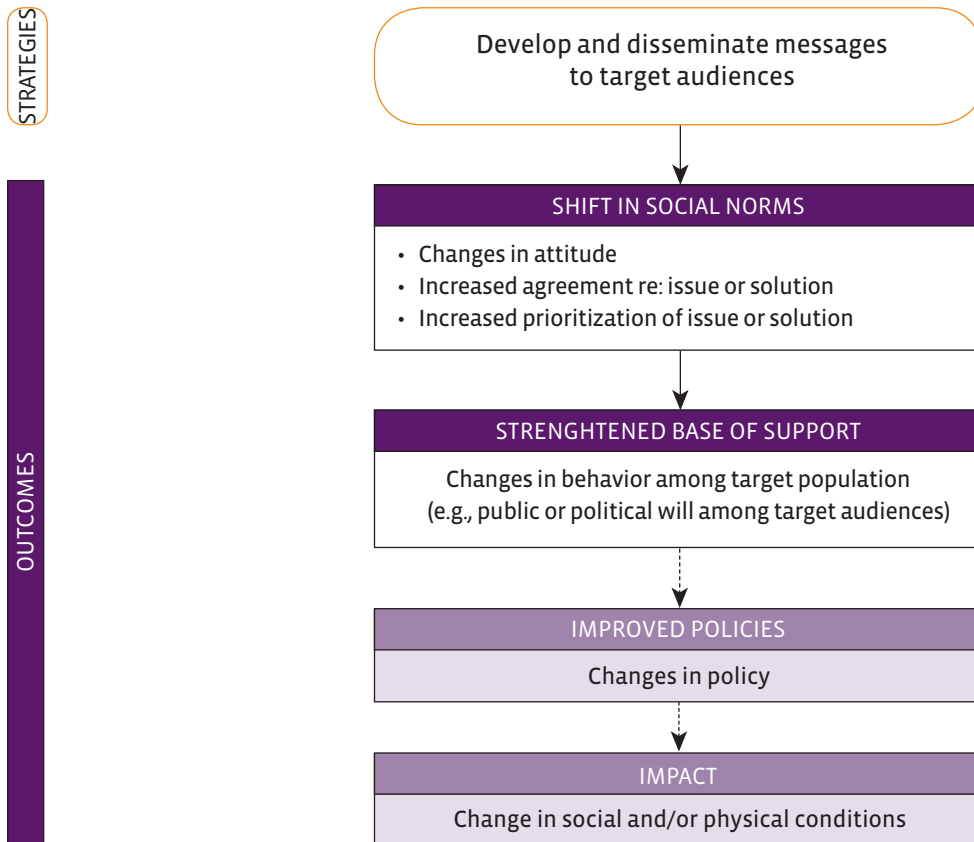 STRATEGIES
Develop and disseminate messages
to target audiences
OUTCOMES
SHIFT IN SOCIAL NORMS
• Changes in attitude
• Increased agreement re: issue or solution
• Increased prioritization of issue or solution
STRENGHTENED BASE OF SUPPORT
Changes in behavior among target population
(e.g., public or political will among target audiences)
IMPROVED POLICIES
Changes in policy
IMPACT
Change in social and/or physical conditions